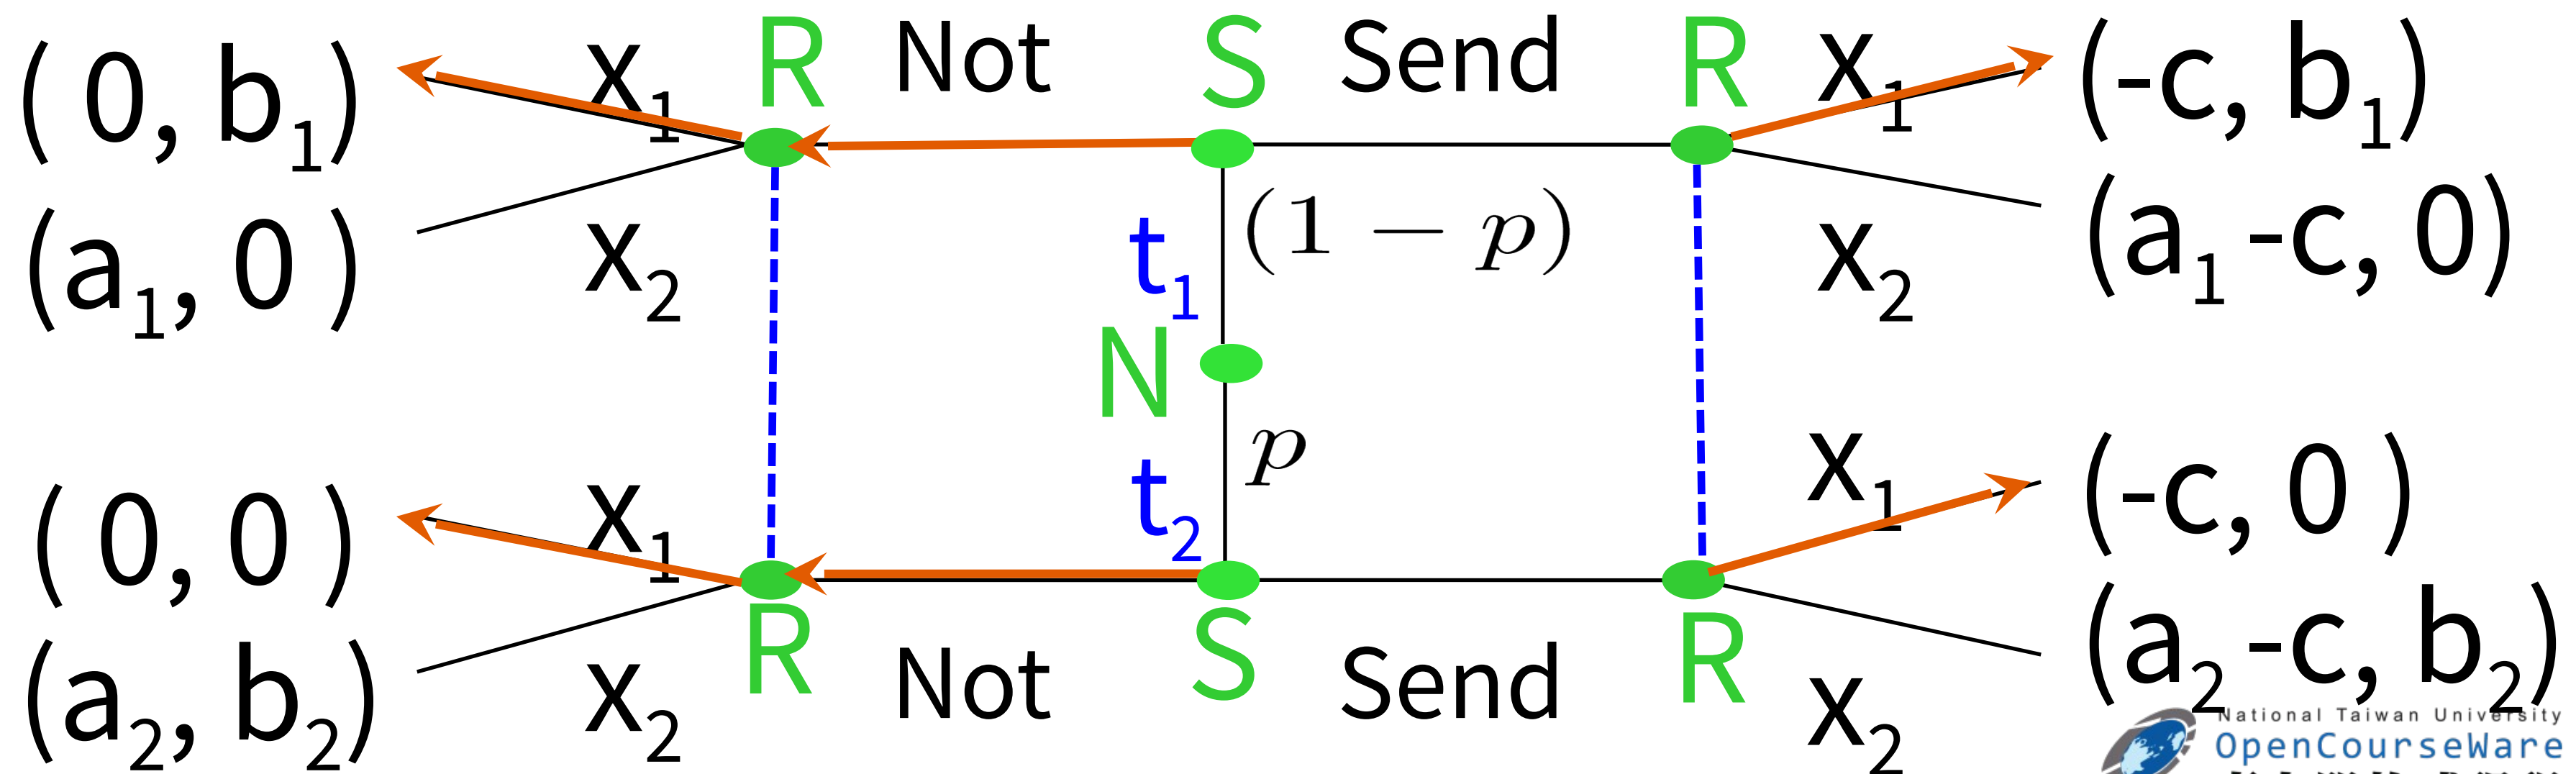 ( 0, b₁) x₁ R Not S Send R x₁ (-c, b₁)
(a₁, 0 ) x₂ t₁ (1 − p) x₂ (a₁ -c, 0)
N
( 0, 0 ) x₁ t₂ p x₁ (-c, 0 )
(a₂, b₂) x₂ R Not S Send R x₂ (a₂ -c, b₂)
National Taiwan University
OpenCourseWare